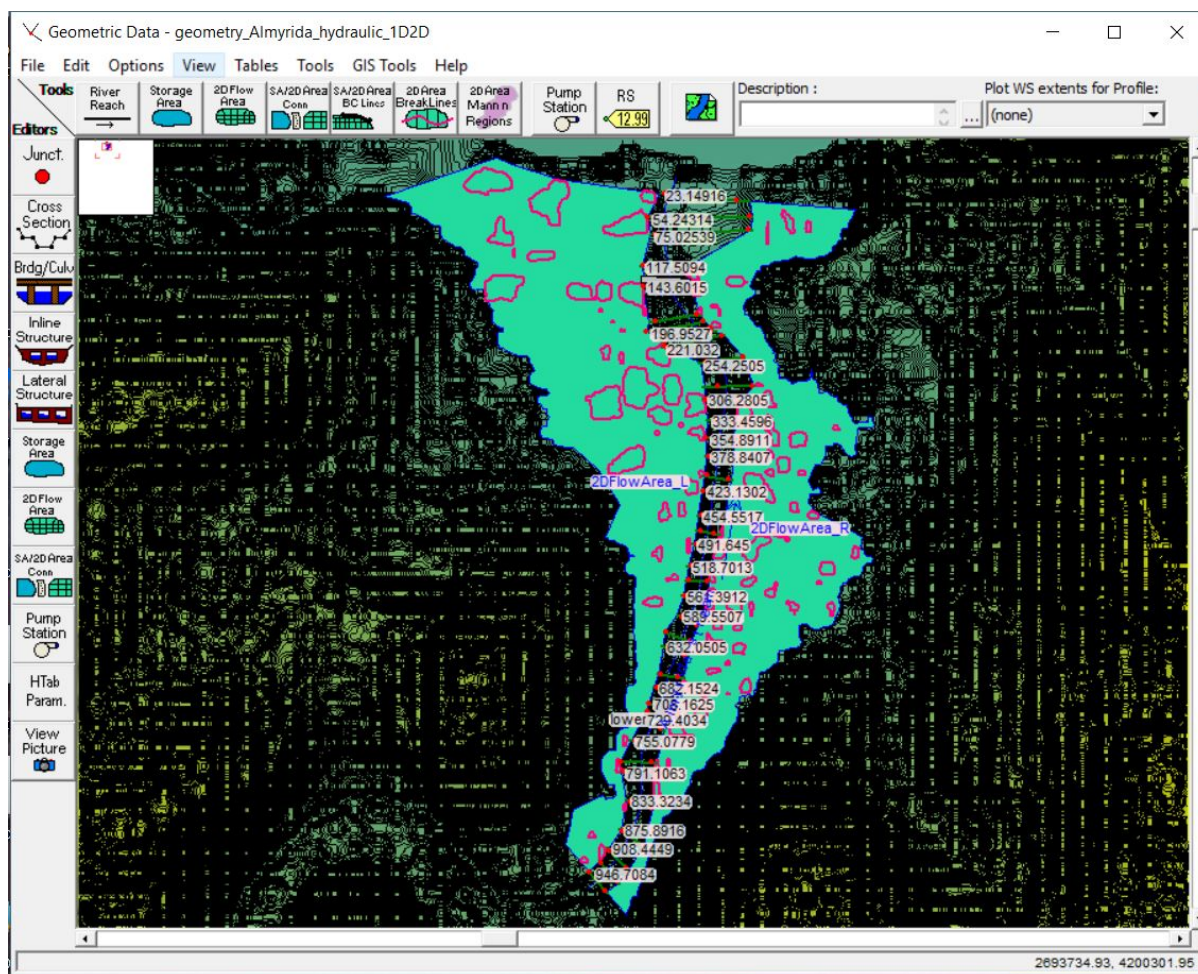 Geometric Data - geometry_Almyrida_hydraulic_1D2D
File Edit Options View Tables Tools GIS Tools Help
Tools
Editors
River Reach
Storage Area
2D Flow Area
SA/2D Area Conn
SA/2D Area BC Lines
2D Area BreakLines
2D Area Mann n Regions
Pump Station
RS
12.99
Description :
...
Plot WS extents for Profile:
(none)
Junct.
Cross Section
Brdg/Culv
Inline Structure
Lateral Structure
Storage Area
2D Flow Area
SA/2D Area Conn
Pump Station
HTab Param.
View Picture
23.14916
54.24314
75.02539
117.5094
143.6015
196.9527
221.032
254.2505
306.2805
333.4596
354.8911
378.8407
2DFlowArea_L
423.1302
454.5517
2DFlowArea_R
491.645
518.7013
589.5507
632.0505
682.1524
lower
729.4034
755.0779
791.1063
833.3234
875.8916
908.4449
946.7084
2693734.93, 4200301.95